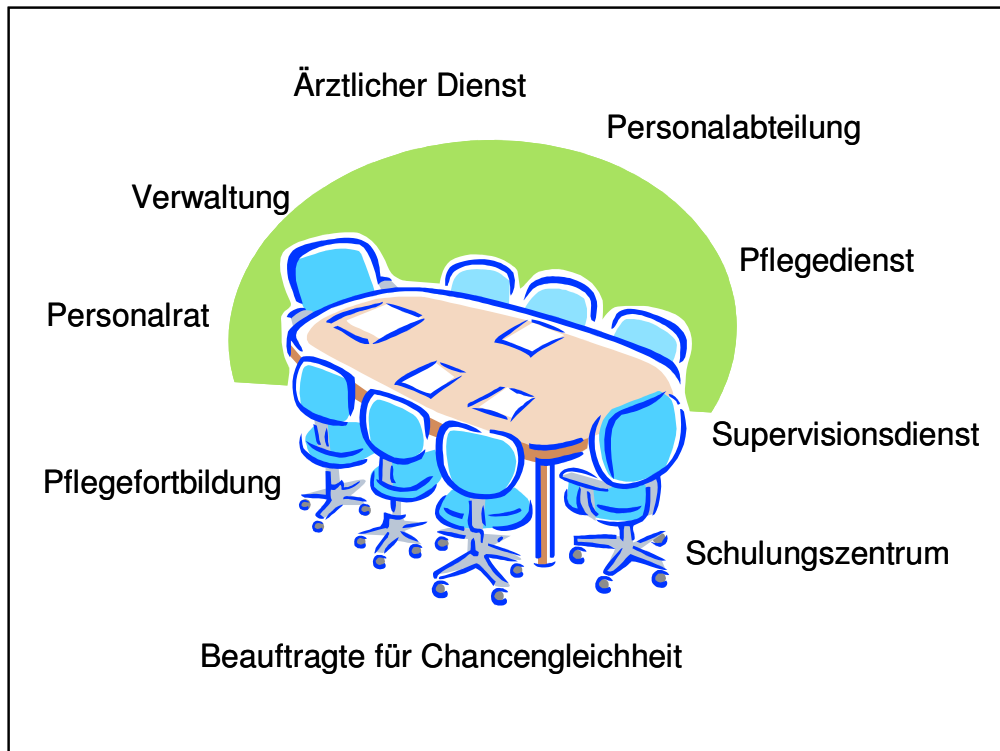 Ärztlicher Dienst
Personalabteilung
Verwaltung
Pflegedienst
Personalrat
Supervisionsdienst
Pflegefortbildung
Schulungszentrum
Beauftragte für Chancengleichheit